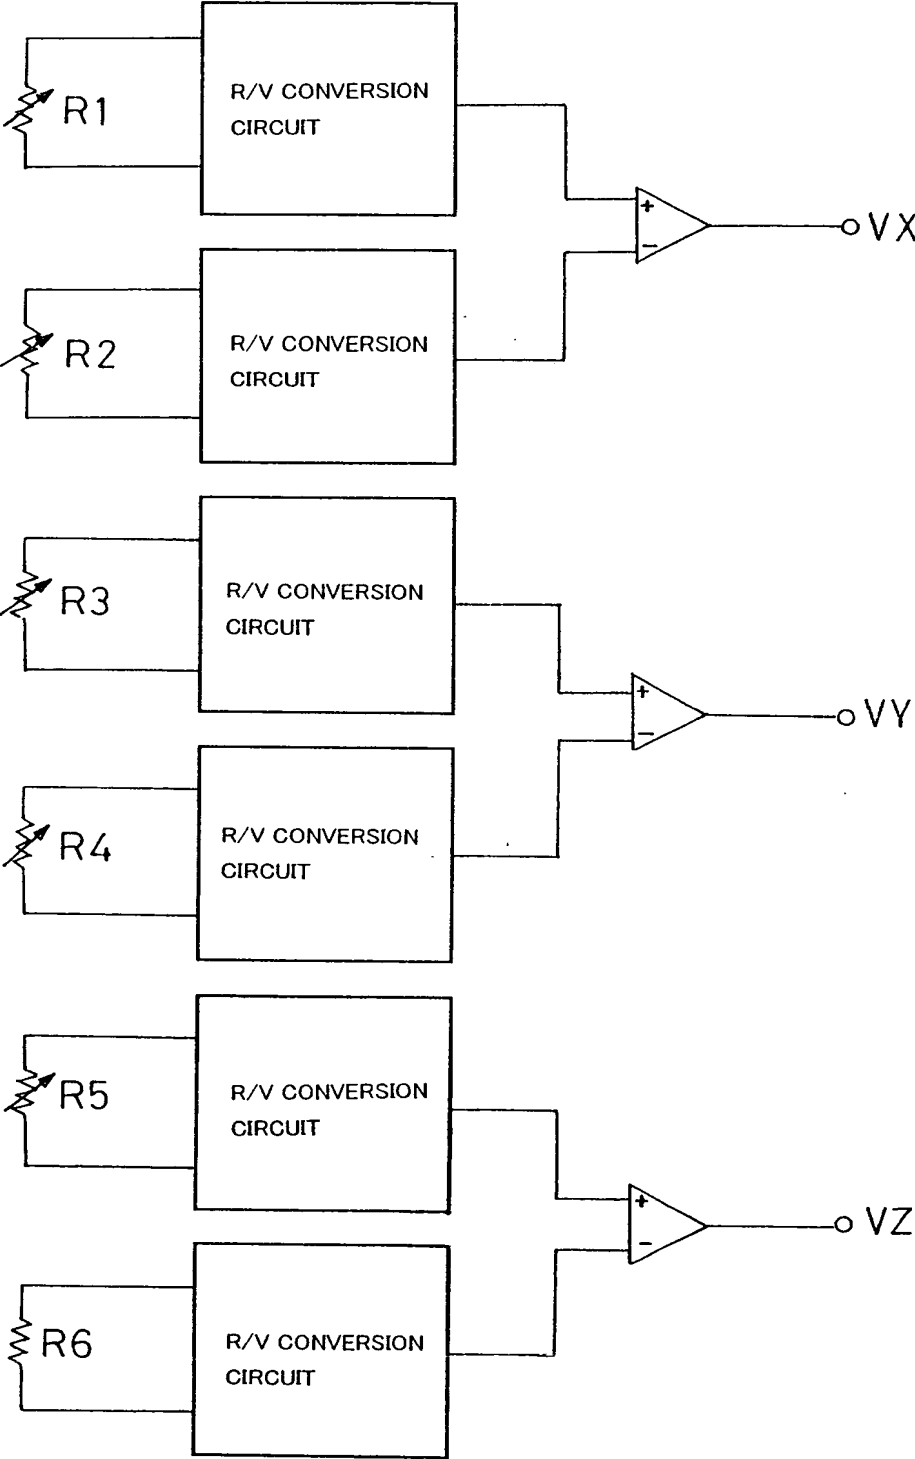 R1
R/V CONVERSION
CIRCUIT
+
−
VX
R2
R/V CONVERSION
CIRCUIT
R3
R/V CONVERSION
CIRCUIT
+
−
VY
R4
R/V CONVERSION
CIRCUIT
R5
R/V CONVERSION
CIRCUIT
+
−
VZ
R6
R/V CONVERSION
CIRCUIT